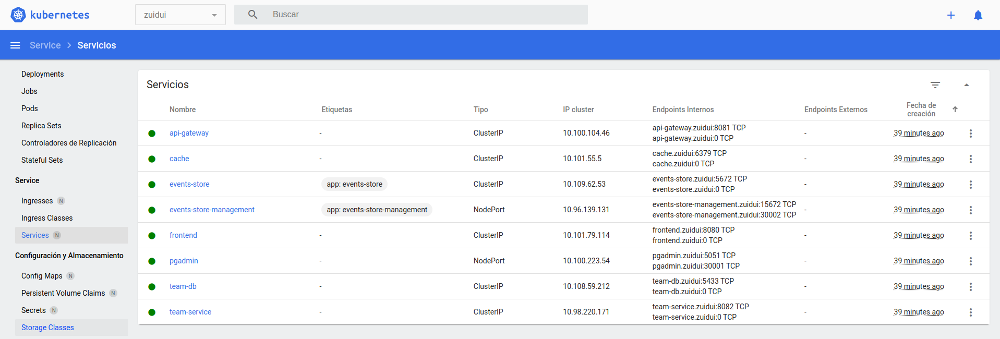 kubernetes
zuidui
Buscar
Service
Servicios
Deployments
Jobs
Pods
Replica Sets
Controladores de Replicación
Stateful Sets
Service
Ingresses N
Ingress Classes
Services N
Configuración y Almacenamiento
Config Maps N
Persistent Volume Claims N
Secrets N
Storage Classes
Servicios
Nombre Etiquetas Tipo IP cluster Endpoints Internos Endpoints Externos Fecha de
creación
api-gateway - ClusterIP 10.100.104.46 api-gateway.zuidui:8081 TCP - 39 minutes ago
api-gateway.zuidui:0 TCP
cache - ClusterIP 10.101.55.5 cache.zuidui:6379 TCP - 39 minutes ago
cache.zuidui:0 TCP
events-store app: events-store ClusterIP 10.109.62.53 events-store.zuidui:5672 TCP - 39 minutes ago
events-store.zuidui:0 TCP
events-store-management app: events-store-management NodePort 10.96.139.131 events-store-management.zuidui:15672 TCP - 39 minutes ago
events-store-management.zuidui:30002 TCP
frontend - ClusterIP 10.101.79.114 frontend.zuidui:8080 TCP - 39 minutes ago
frontend.zuidui:0 TCP
pgadmin - NodePort 10.100.223.54 pgadmin.zuidui:5051 TCP - 39 minutes ago
pgadmin.zuidui:30001 TCP
team-db - ClusterIP 10.108.59.212 team-db.zuidui:5433 TCP - 39 minutes ago
team-db.zuidui:0 TCP
team-service - ClusterIP 10.98.220.171 team-service.zuidui:8082 TCP - 39 minutes ago
team-service.zuidui:0 TCP